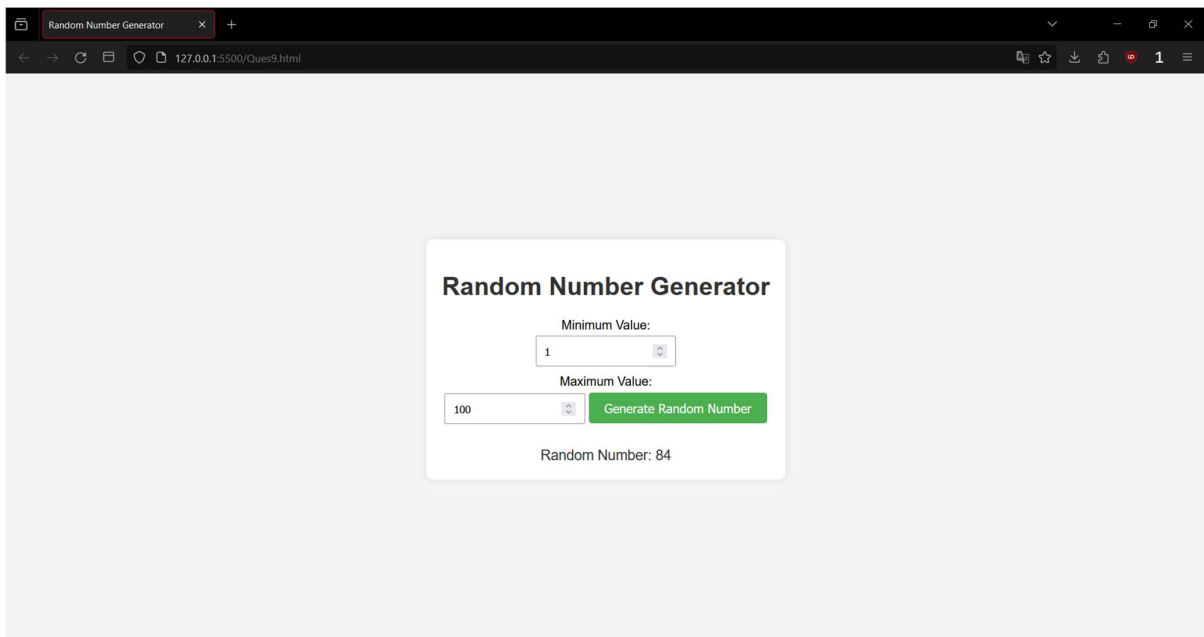 Random Number Generator
127.0.0.1:5500/Ques9.html
1
Random Number Generator
Minimum Value:
1
Maximum Value:
100 Generate Random Number
Random Number: 84